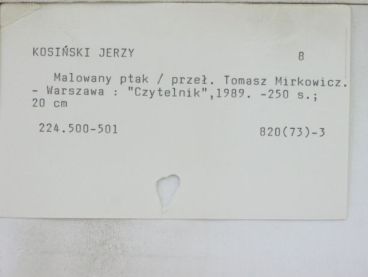 KOSIŃSKI JERZY 8
Malowany ptak / przeł. Tomasz Mirkowicz.
- Warszawa : "Czytelnik",1989. -250 s.;
20 cm
224.500-501 820(73)-3